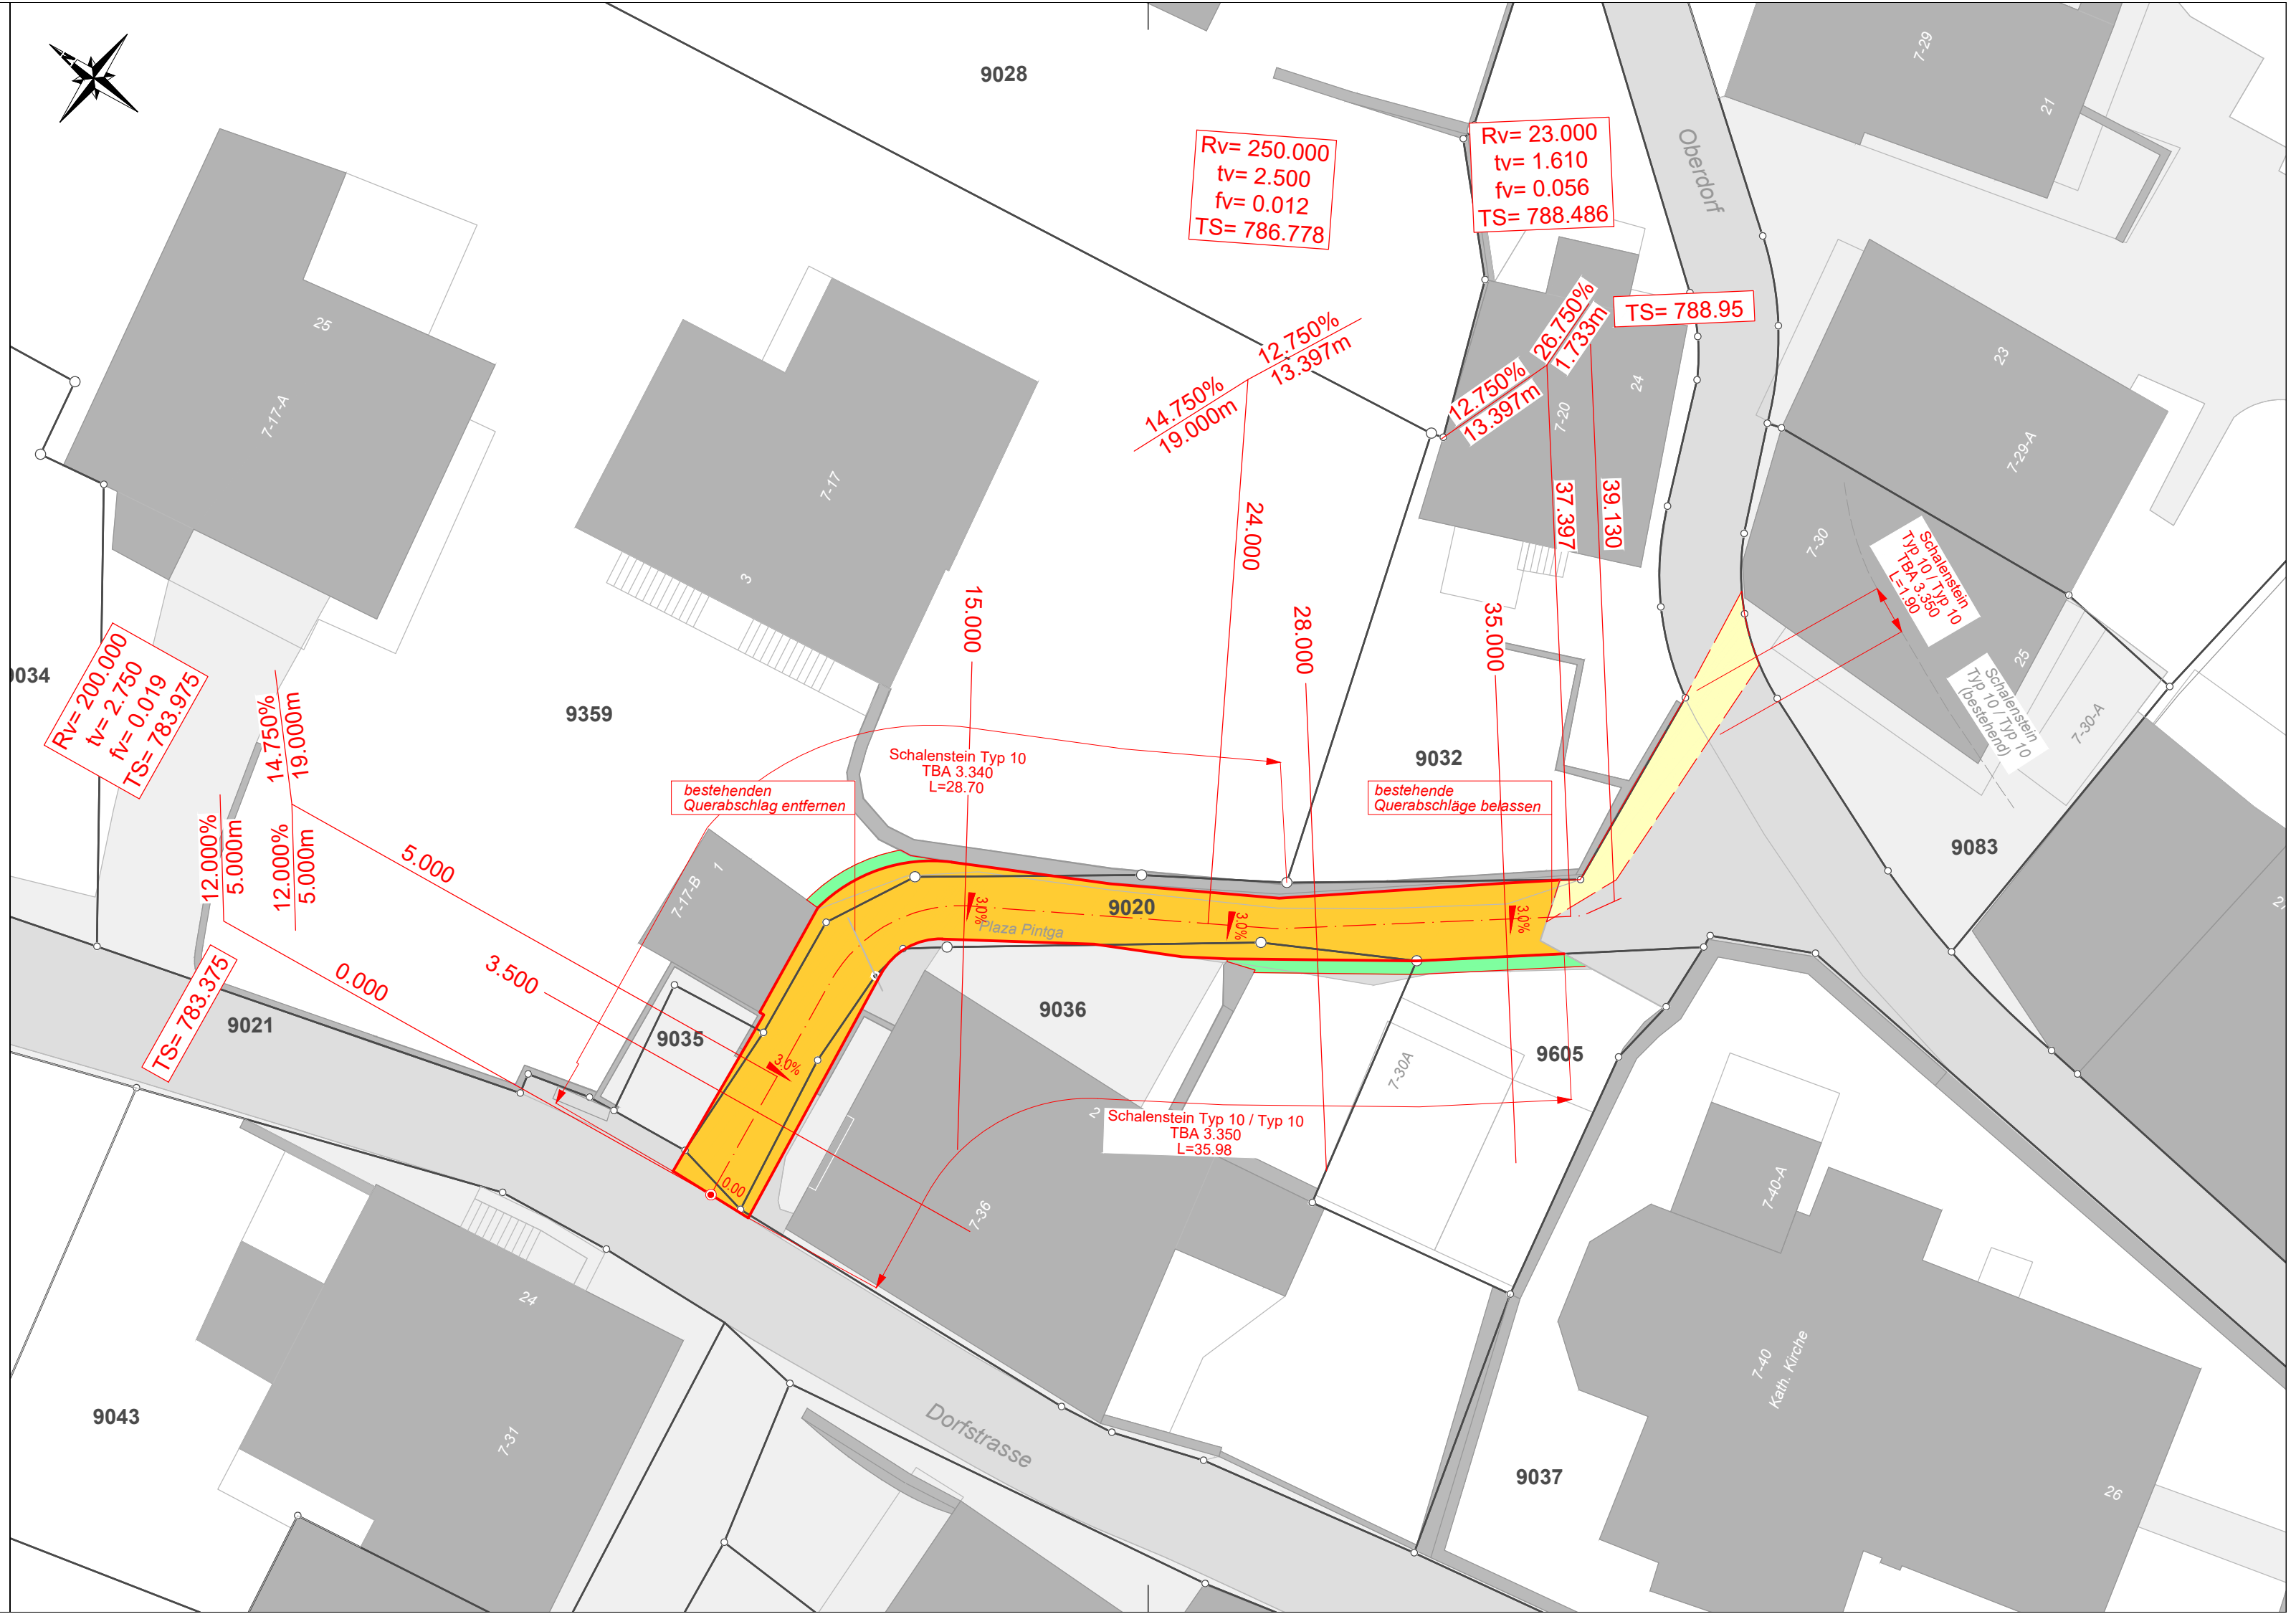 N
9028
Rv= 250.000
tv= 2.500
fv= 0.012
TS= 786.778
Rv= 23.000
tv= 1.610
fv= 0.056
TS= 788.486
Oberdorf
7-29
21
TS= 788.95
25
7-17-A
7-17
3
14.750%
19.000m
12.750%
13.397m
12.750%
13.397m
26.750%
1.733m
24
7-20
23
7-29-A
7-30
25
7-30-A
24.000
37.397
39.130
15.000
28.000
35.000
Schalenstein
Typ 10 / Typ 10
TBA 3.350
L=1.90
Schalenstein
Typ 10 / Typ 10
(bestehend)
9034
Rv= 200.000
tv= 2.750
fv= 0.019
TS= 783.975
14.750%
19.000m
12.000%
5.000m
12.000%
5.000m
9359
Schalenstein Typ 10
TBA 3.340
L=28.70
bestehenden
Querabschlag entfernen
9032
bestehende
Querabschläge belassen
9083
5.000
3.500
0.000
7-17-B
1
9020
Plaza Pintga
3.0%
3.0%
3.0%
3.0%
0.00
TS= 783.375
9021
9035
9036
9605
7-30A
2
Schalenstein Typ 10 / Typ 10
TBA 3.350
L=35.98
7-36
7-40-A
24
7-31
9043
Dorfstrasse
9037
7-40
Kath. Kirche
26